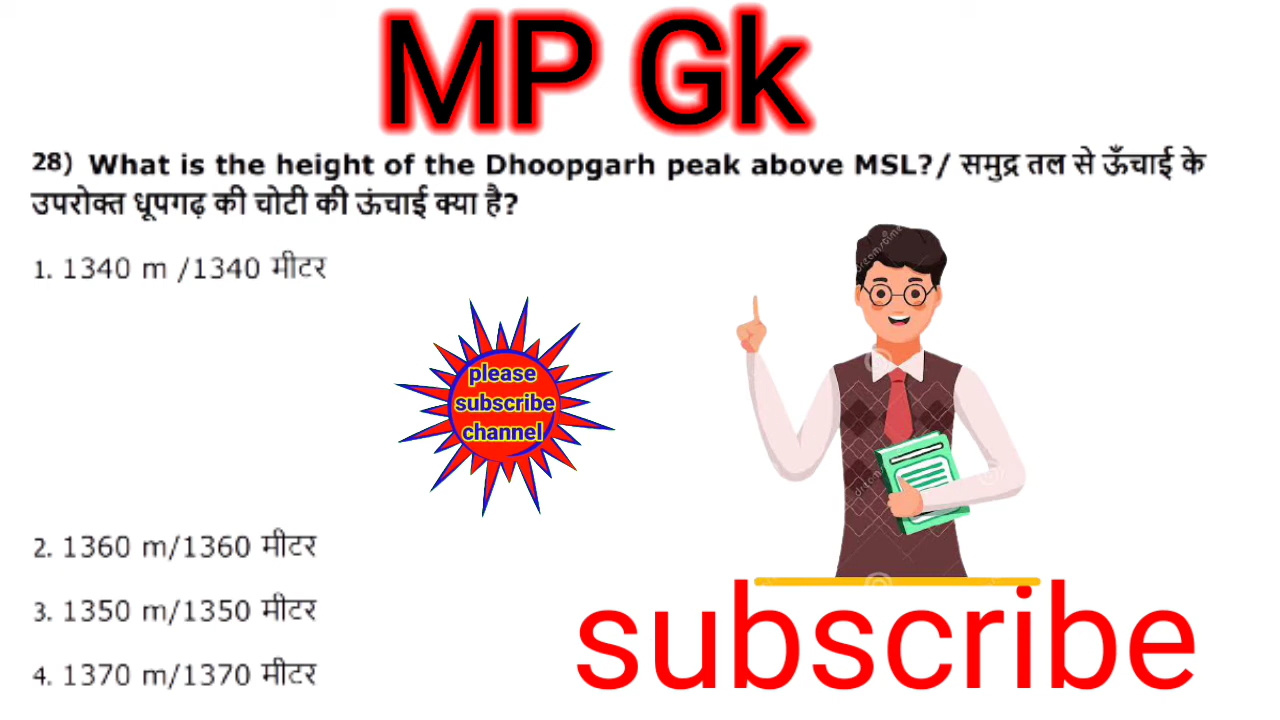 MP Gk
28) What is the height of the Dhoopgarh peak above MSL?/ समुद्र तल से ऊँचाई के
उपरोक्त धूपगढ़ की चोटी की ऊंचाई क्या है?
1. 1340 m /1340 मीटर
please
subscribe
channel
2. 1360 m/1360 मीटर
3. 1350 m/1350 मीटर
4. 1370 m/1370 मीटर
subscribe